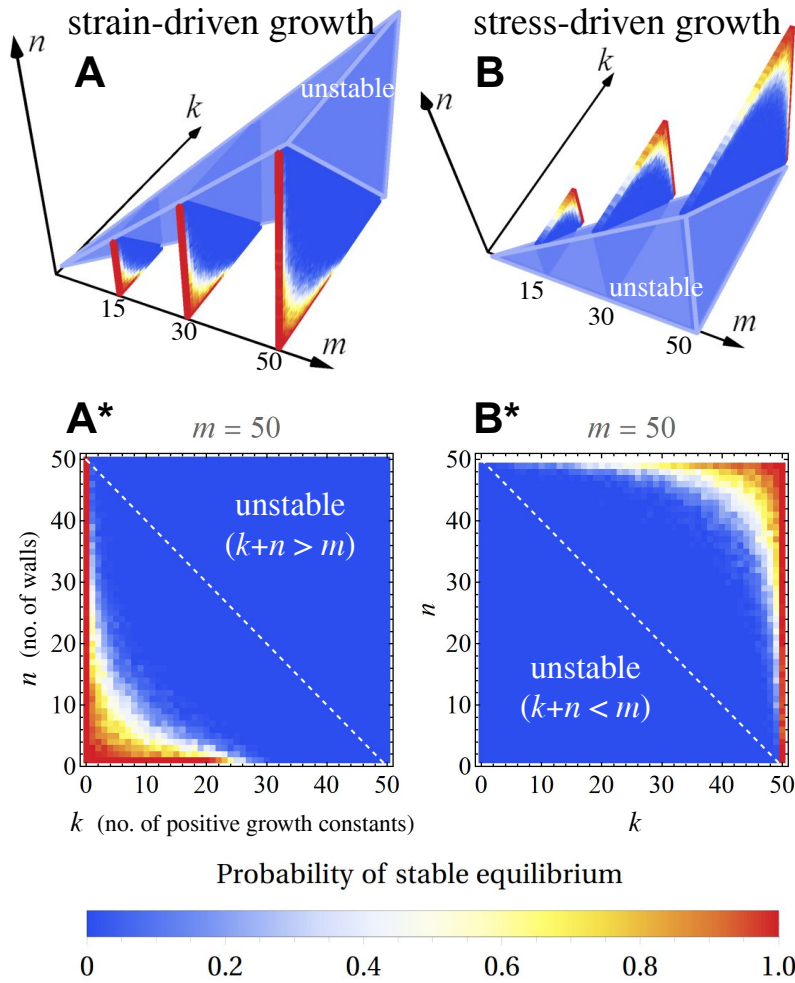 strain-driven growth
stress-driven growth
A
B
n
k
unstable
15
30
50
m
n
k
unstable
15
30
50
m
A*
m = 50
B*
m = 50
n (no. of walls)
50
40
30
20
10
0
unstable
(k+n > m)
0 10 20 30 40 50
k (no. of positive growth constants)
n
50
40
30
20
10
0
unstable
(k+n < m)
0 10 20 30 40 50
k
Probability of stable equilibrium
0 0.2 0.4 0.6 0.8 1.0